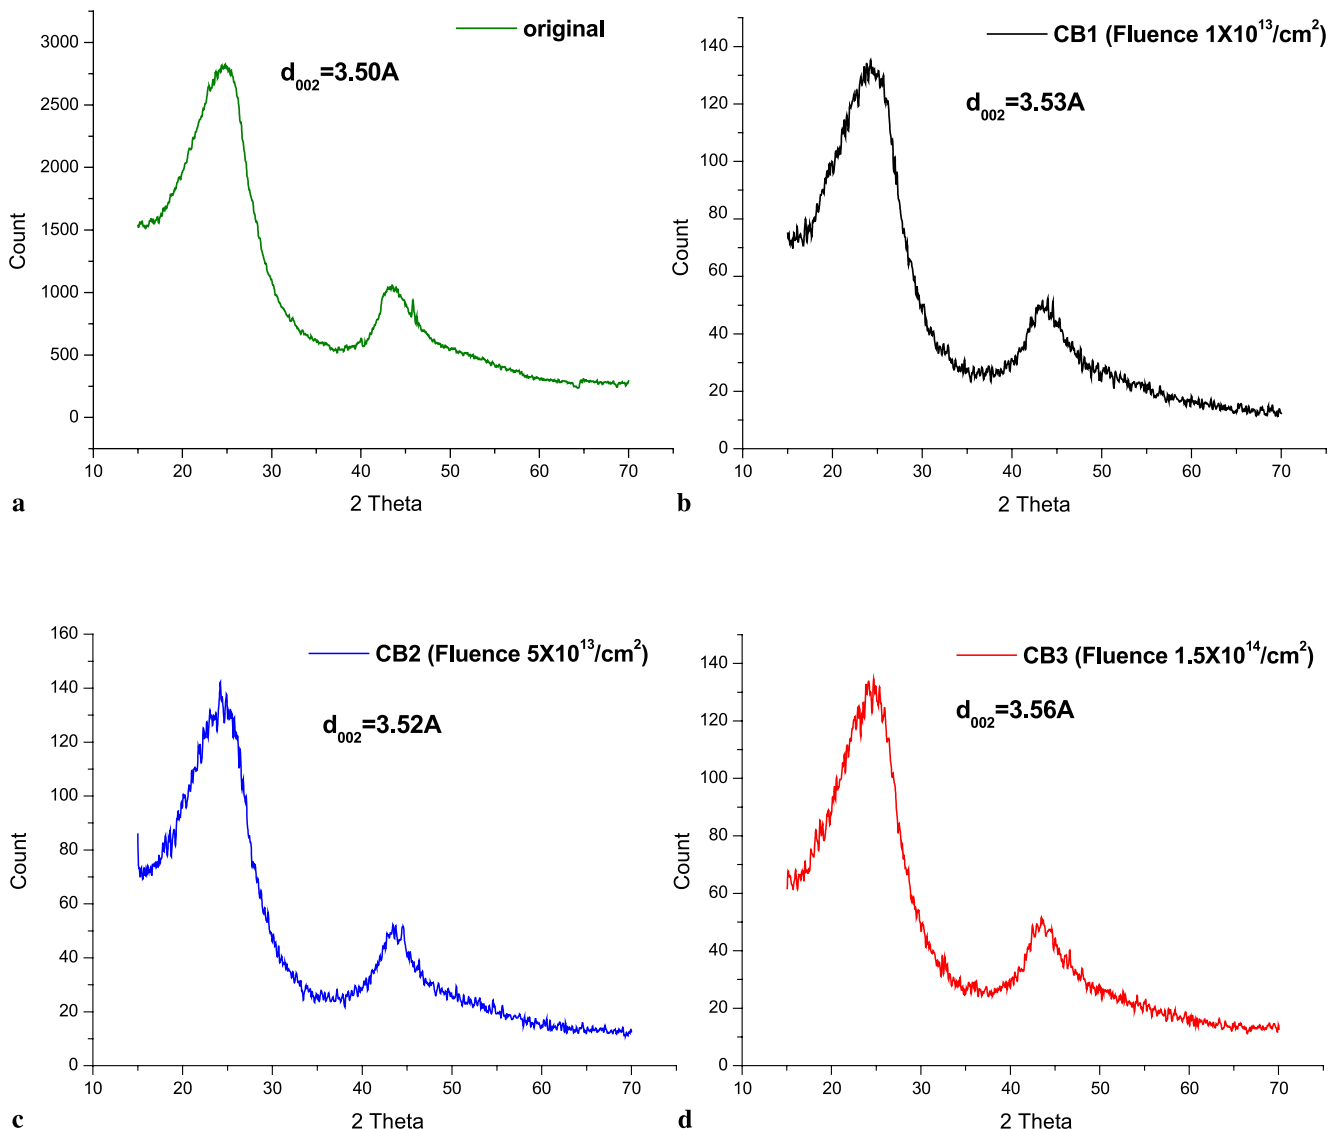 original
d002=3.50A
3000
2500
2000
1500
1000
500
0
Count
10 20 30 40 50 60 70
2 Theta
a
CB1 (Fluence 1X10^13/cm^2)
d002=3.53A
140
120
100
80
60
40
20
0
Count
10 20 30 40 50 60 70
2 Theta
b
CB2 (Fluence 5X10^13/cm^2)
d002=3.52A
160
140
120
100
80
60
40
20
0
Count
10 20 30 40 50 60 70
2 Theta
c
CB3 (Fluence 1.5X10^14/cm^2)
d002=3.56A
140
120
100
80
60
40
20
0
Count
10 20 30 40 50 60 70
2 Theta
d